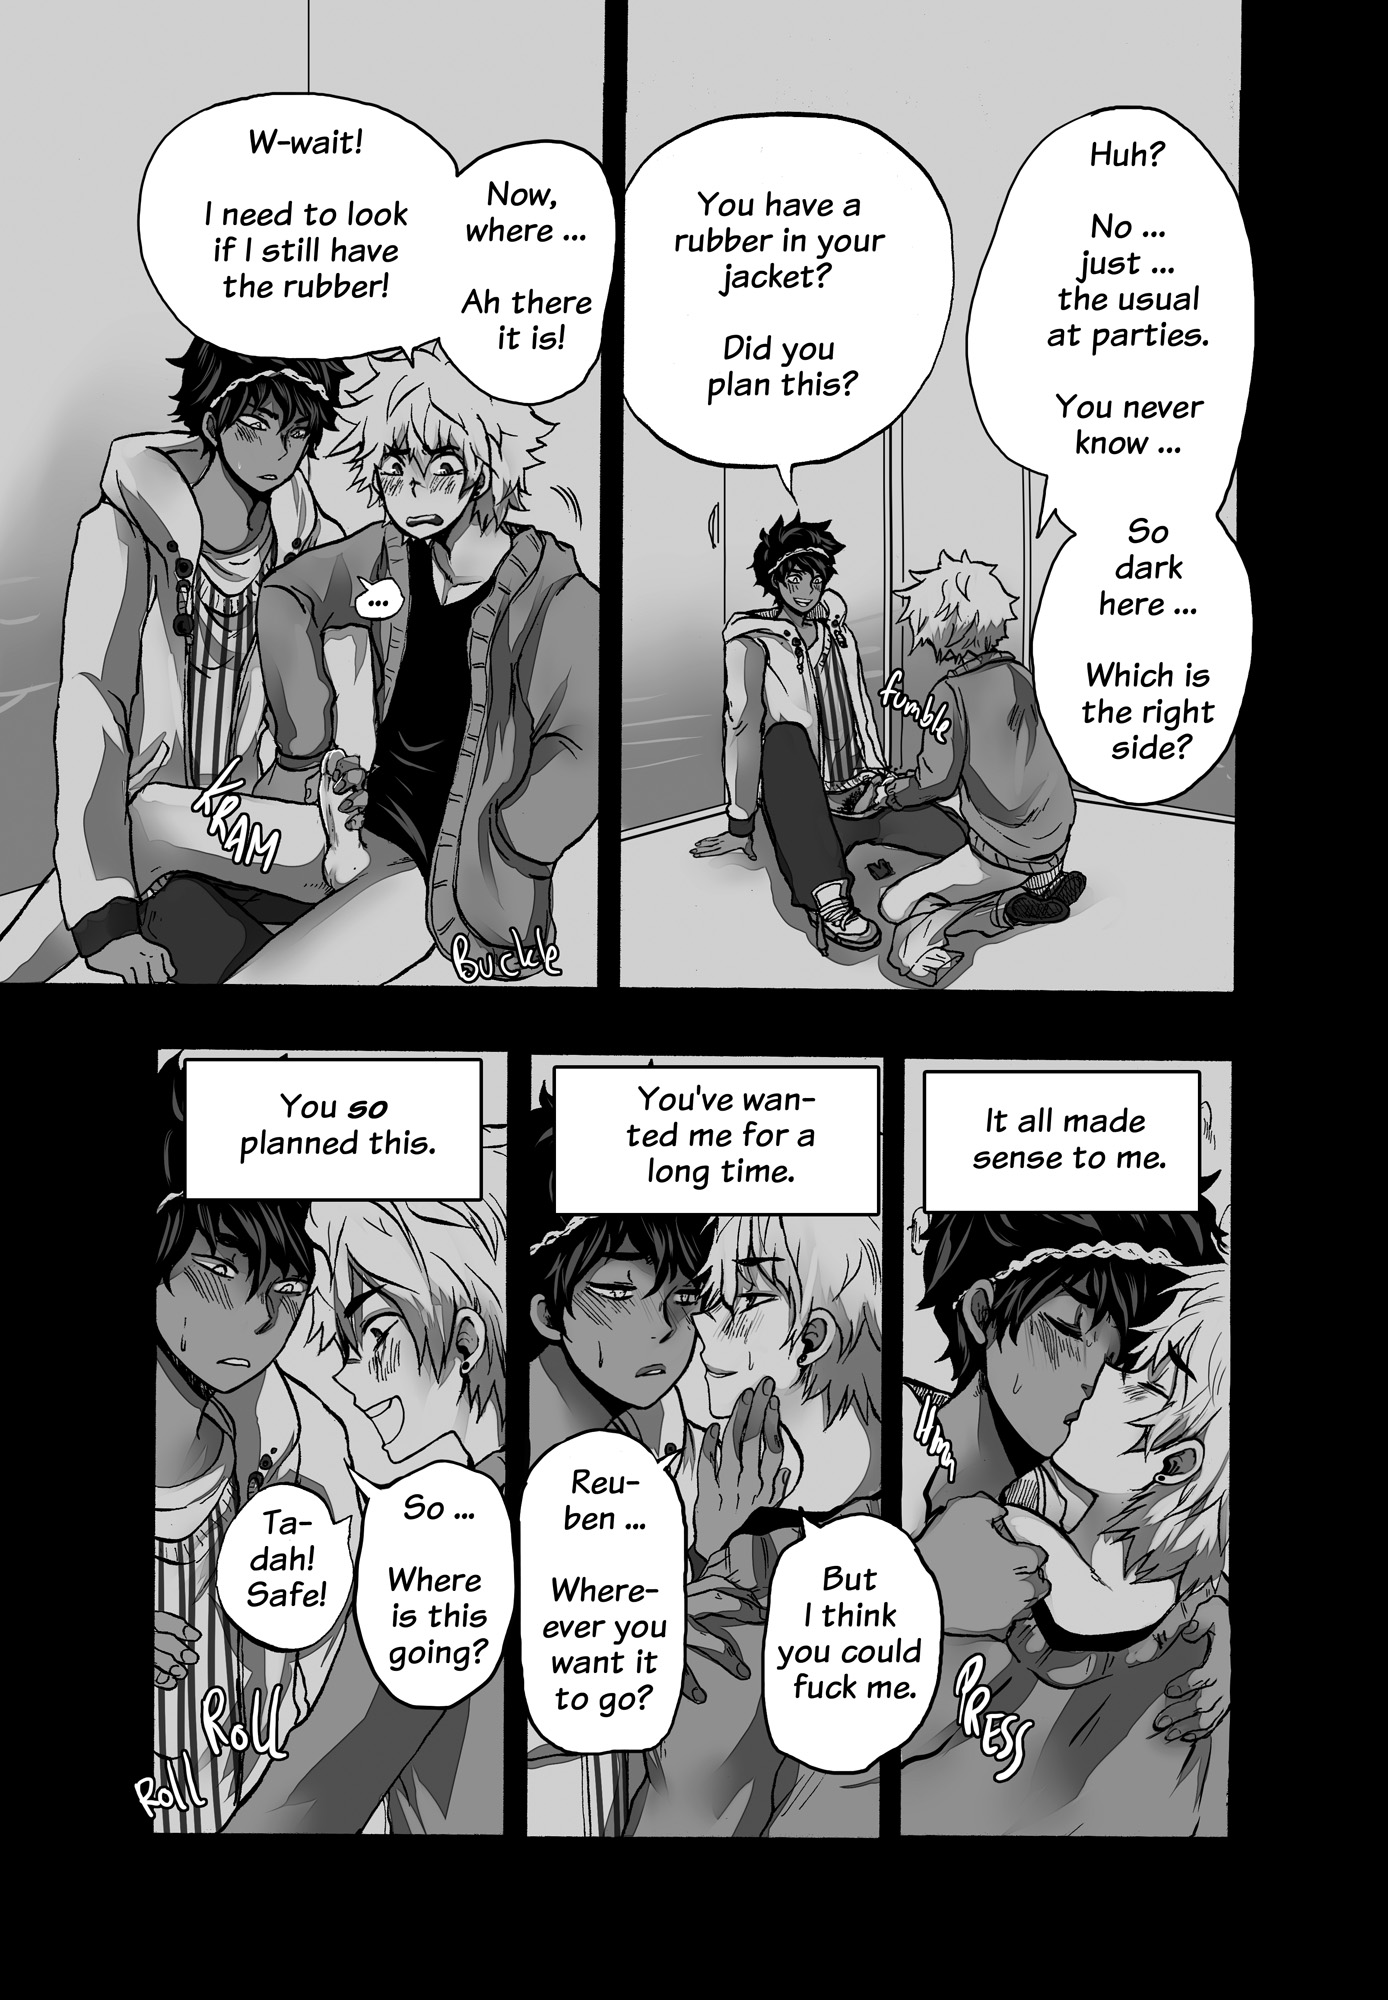 W-wait!
I need to look
if I still have
the rubber!
Now,
where ...
Ah there
it is!
...
KRAM
Buckle
You have a
rubber in your
jacket?
Did you
plan this?
Huh?
No ...
just ...
the usual
at parties.
You never
know ...
So
dark
here ...
Which is
the right
side?
fumble
You so
planned this.
Ta-
dah!
Safe!
So ...
Where
is this
going?
Roll
Roll
You've wan-
ted me for a
long time.
Reu-
ben ...
Where-
ever you
want it
to go?
But
I think
you could
fuck me.
It all made
sense to me.
Hmm
PRESS